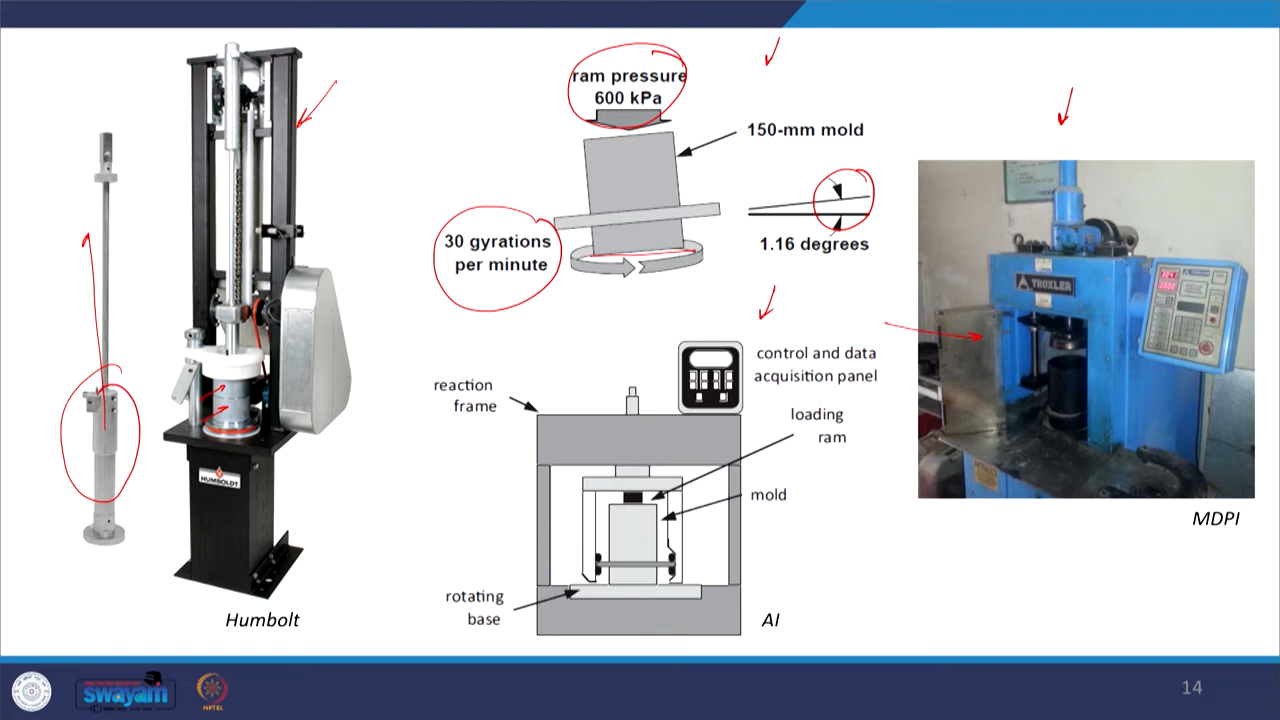 ram pressure
600 kPa
150-mm mold
30 gyrations
per minute
1.16 degrees
HUMBOLDT
Humbolt
control and data
acquisition panel
reaction
frame
loading
ram
mold
rotating
base
AI
TROXLER
MDPI
swayam
NPTEL
14